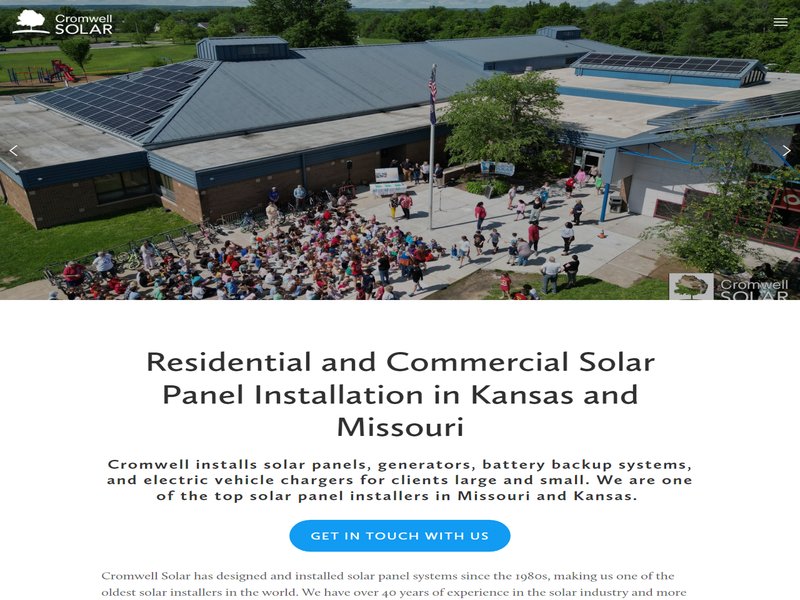 Cromwell
SOLAR
Cromwell
SOLAR
Residential and Commercial Solar
Panel Installation in Kansas and
Missouri
Cromwell installs solar panels, generators, battery backup systems,
and electric vehicle chargers for clients large and small. We are one
of the top solar panel installers in Missouri and Kansas.
GET IN TOUCH WITH US
Cromwell Solar has designed and installed solar panel systems since the 1980s, making us one of the
oldest solar installers in the world. We have over 40 years of experience in the solar industry and more